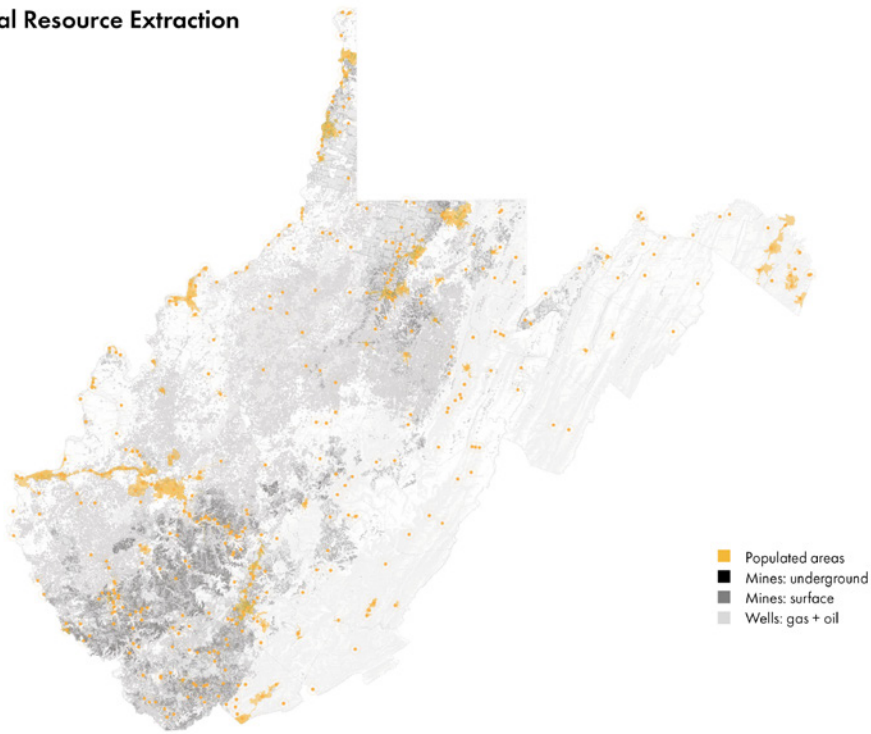 al Resource Extraction
Populated areas
Mines: underground
Mines: surface
Wells: gas + oil